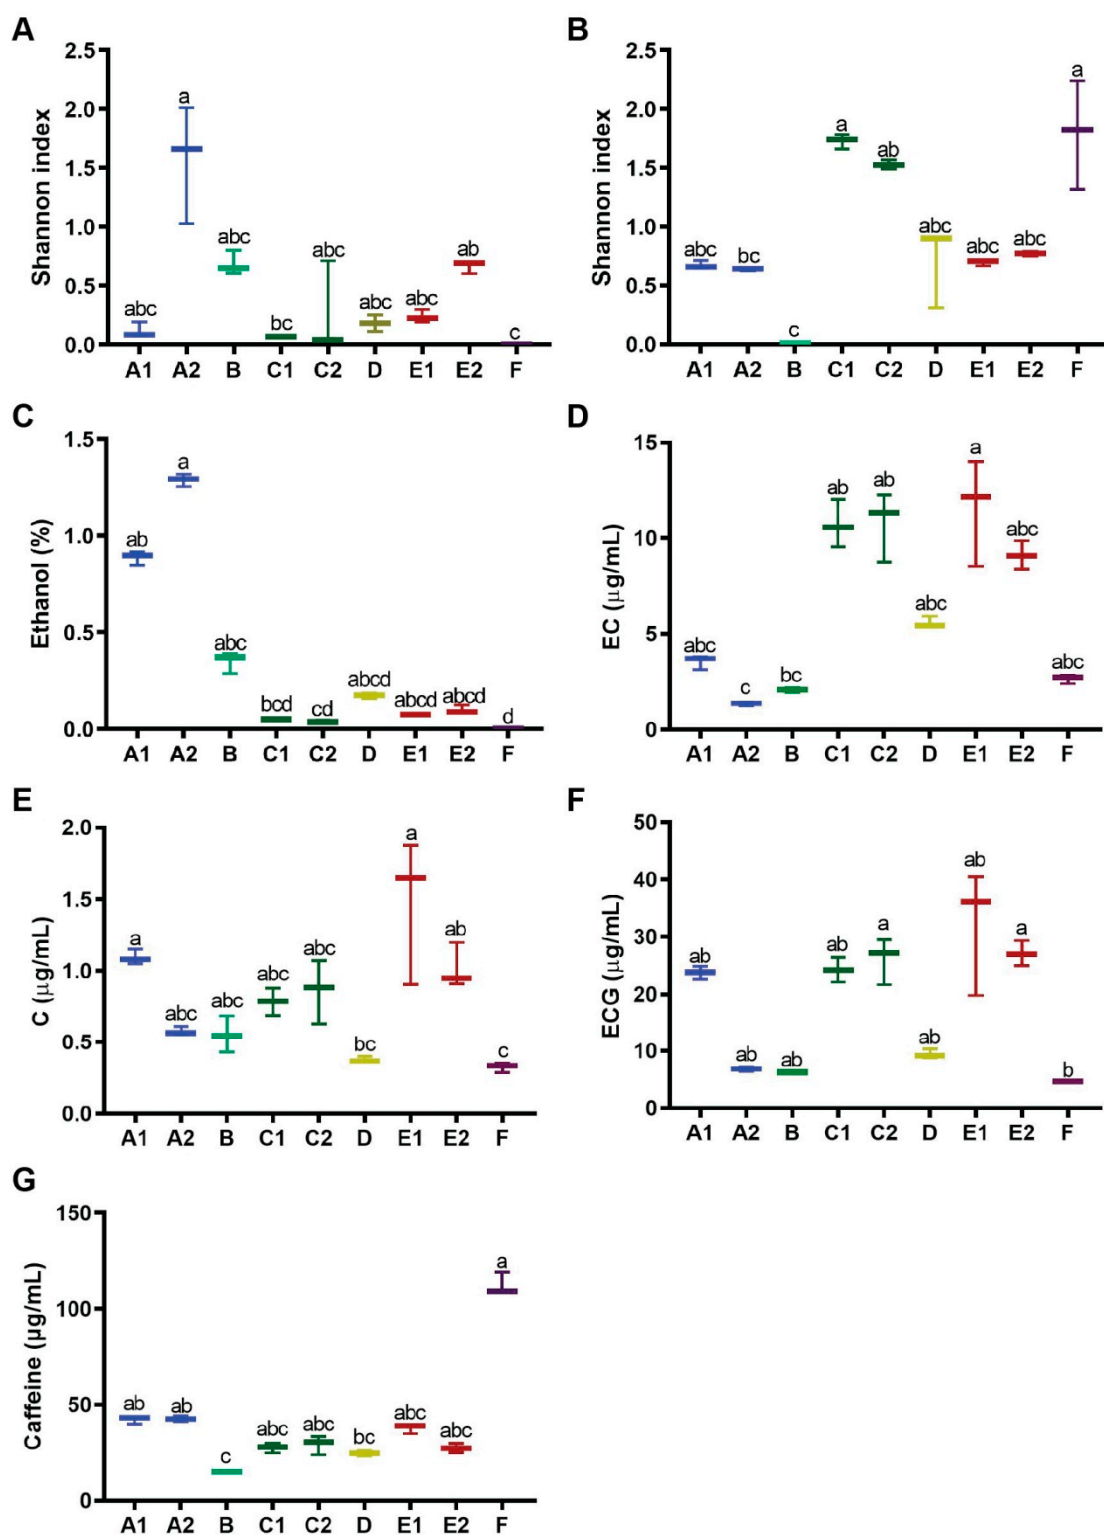 A
B
2.5
2.0
1.5
1.0
0.5
0.0
Shannon index
abc
a
abc
bc
abc
abc
abc
ab
c
A1 A2 B C1 C2 D E1 E2 F
2.5
2.0
1.5
1.0
0.5
0.0
Shannon index
abc
bc
c
a
ab
abc
abc
abc
a
A1 A2 B C1 C2 D E1 E2 F
C
D
1.5
1.0
0.5
0.0
Ethanol (%)
ab
a
abc
bcd
cd
abcd
abcd
abcd
d
A1 A2 B C1 C2 D E1 E2 F
15
10
5
0
EC (µg/mL)
abc
c
bc
ab
ab
abc
a
abc
abc
A1 A2 B C1 C2 D E1 E2 F
E
F
2.0
1.5
1.0
0.5
0.0
C (µg/mL)
a
abc
abc
abc
abc
bc
a
ab
c
A1 A2 B C1 C2 D E1 E2 F
50
40
30
20
10
0
ECG (µg/mL)
ab
ab
ab
ab
a
ab
ab
a
b
A1 A2 B C1 C2 D E1 E2 F
G
150
100
50
0
Caffeine (µg/mL)
ab
ab
c
abc
abc
bc
abc
abc
a
A1 A2 B C1 C2 D E1 E2 F